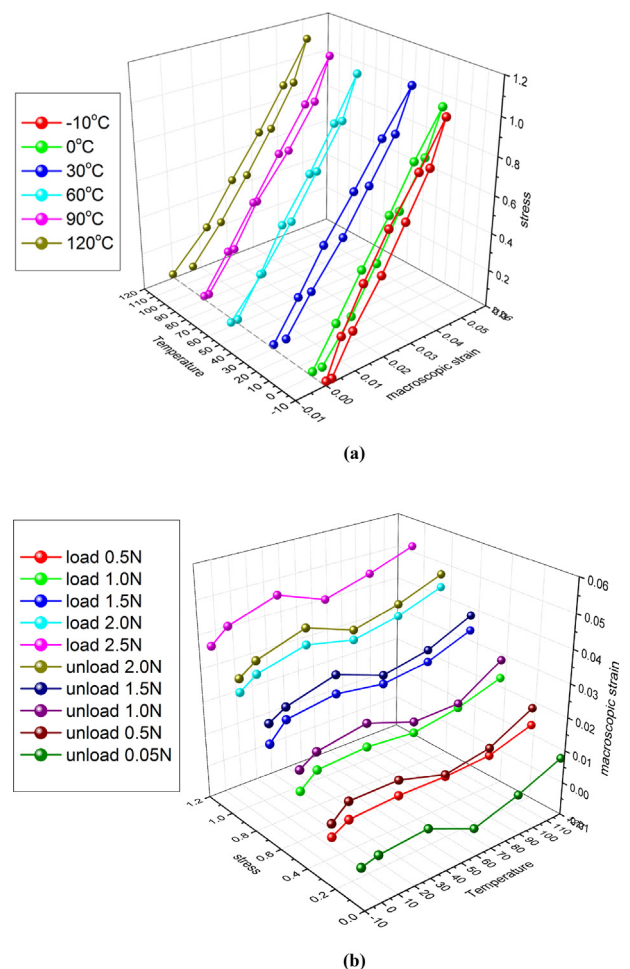 -10°C
0°C
30°C
60°C
90°C
120°C
1.2
1.0
0.8
0.6
0.4
0.2
stress
120
110
100
90
80
70
60
50
40
30
20
10
0
-10
Temperature
-0.01
0.00
0.01
0.02
0.03
0.04
0.05
macroscopic strain
(a)
load 0.5N
load 1.0N
load 1.5N
load 2.0N
load 2.5N
unload 2.0N
unload 1.5N
unload 1.0N
unload 0.5N
unload 0.05N
0.06
0.05
0.04
0.03
0.02
0.01
0.00
macroscopic strain
1.2
1.0
0.8
0.6
0.4
0.2
0.0
stress
-10
0
10
20
30
40
50
60
70
80
90
100
110
Temperature
(b)